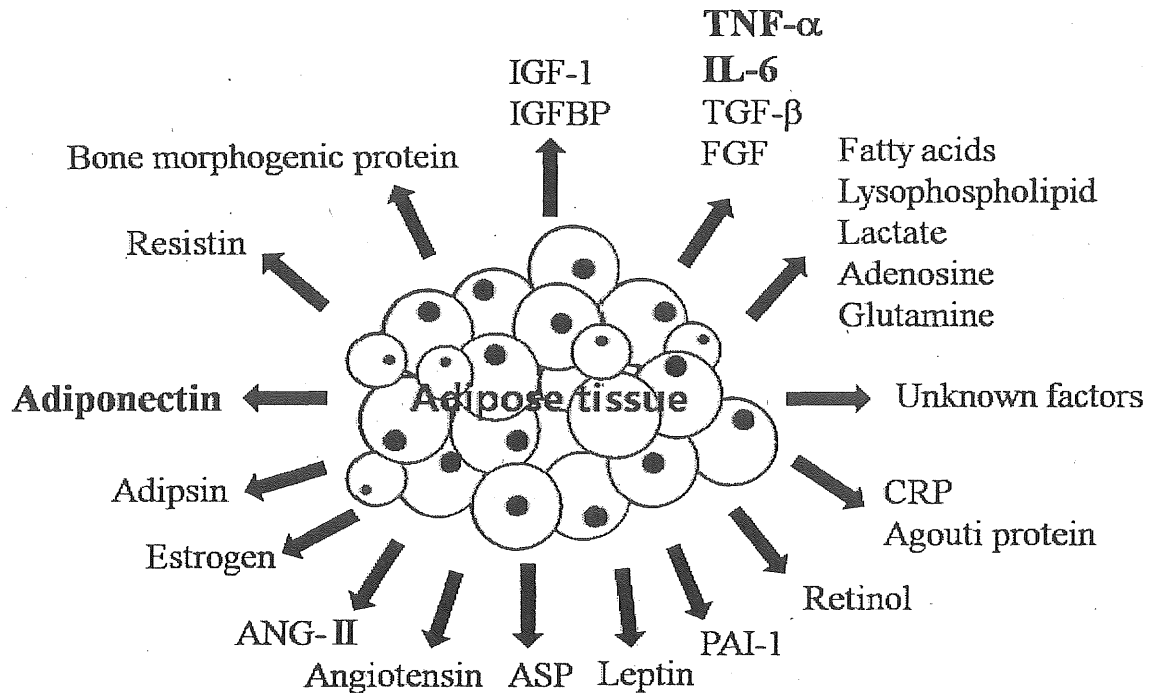 TNF-α
IL-6
TGF-β
FGF
IGF-1
IGFBP
Bone morphogenic protein
Fatty acids
Lysophospholipid
Lactate
Adenosine
Glutamine
Resistin
Adiponectin
Adipose tissue
Unknown factors
Adipsin
CRP
Agouti protein
Estrogen
Retinol
ANG-II
PAI-1
Angiotensin
ASP
Leptin